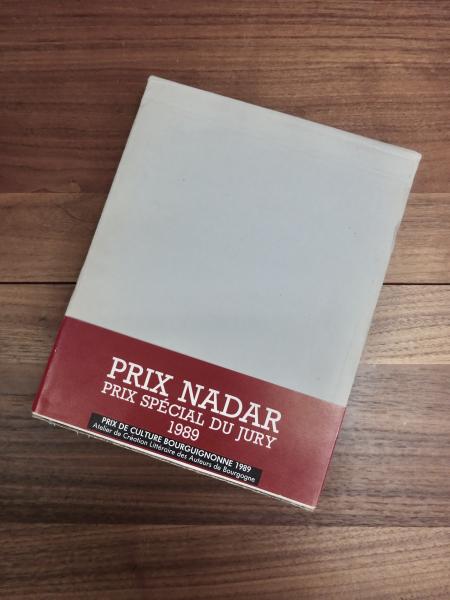 PRIX NADAR
PRIX SPÉCIAL DU JURY
1989
PRIX DE CULTURE BOURGUIGNONNE 1989
Atelier de Création Littéraire des Auteurs de Bourgogne